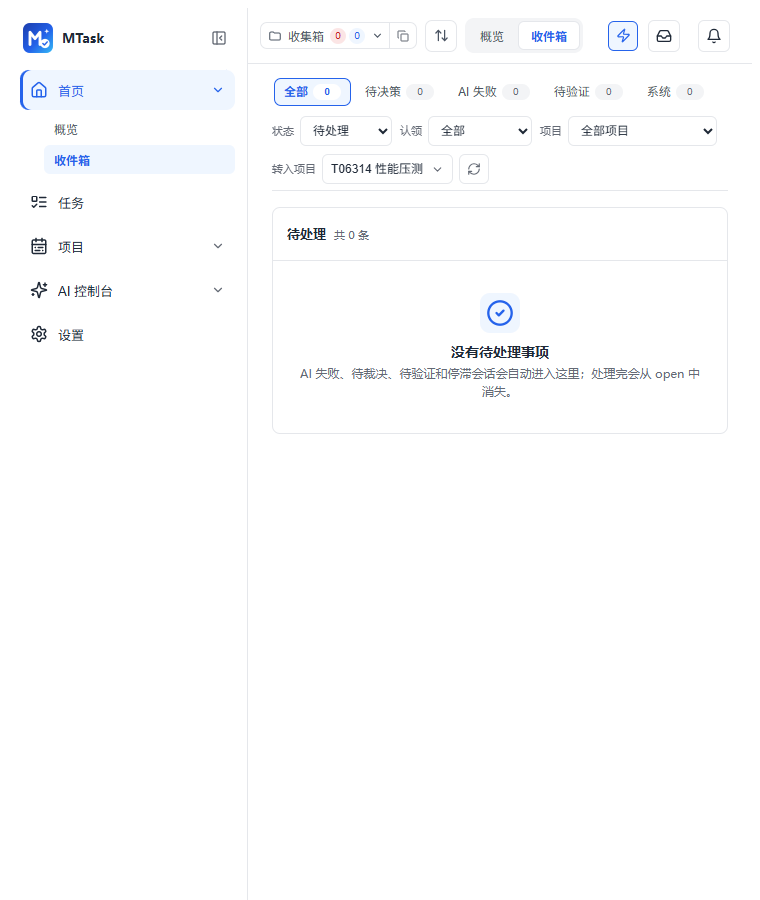 MTask
首页
概览
收件箱
任务
项目
AI 控制台
设置
收集箱 0 0
概览 收件箱
全部 0 待决策 0 AI 失败 0 待验证 0 系统 0
状态 待处理 认领 全部 项目 全部项目
转入项目 T06314 性能压测
待处理 共 0 条
没有待处理事项
AI 失败、待裁决、待验证和停滞会话会自动进入这里；处理完会从 open 中
消失。